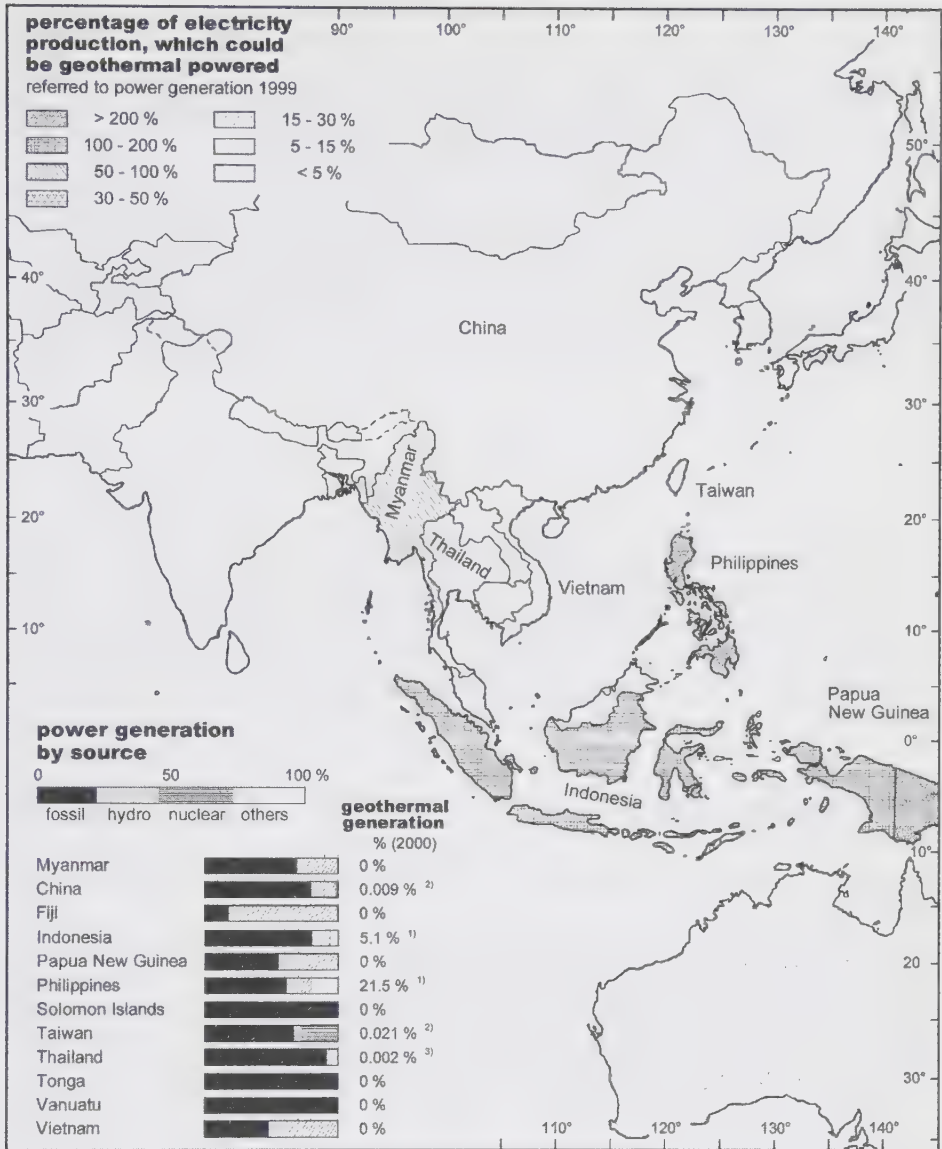 percentage of electricity
production, which could
be geothermal powered
referred to power generation 1999
> 200 %
100 - 200 %
50 - 100 %
30 - 50 %
15 - 30 %
5 - 15 %
< 5 %
90° 100° 110° 120° 130° 140°
50°
40° 40°
China
30° 30°
Myanmar
Taiwan
20° 20°
Thailand
Philippines
Vietnam
10° 10°
Papua
New Guinea
0°
Indonesia
10°
20
30°
110° 120° 130° 140°
power generation
by source
0 50 100 %
fossil hydro nuclear others
geothermal
generation
% (2000)
Myanmar 0 %
China 0.009 % 2)
Fiji 0 %
Indonesia 5.1 % 1)
Papua New Guinea 0 %
Philippines 21.5 % 1)
Solomon Islands 0 %
Taiwan 0.021 % 2)
Thailand 0.002 % 3)
Tonga 0 %
Vanuatu 0 %
Vietnam 0 %